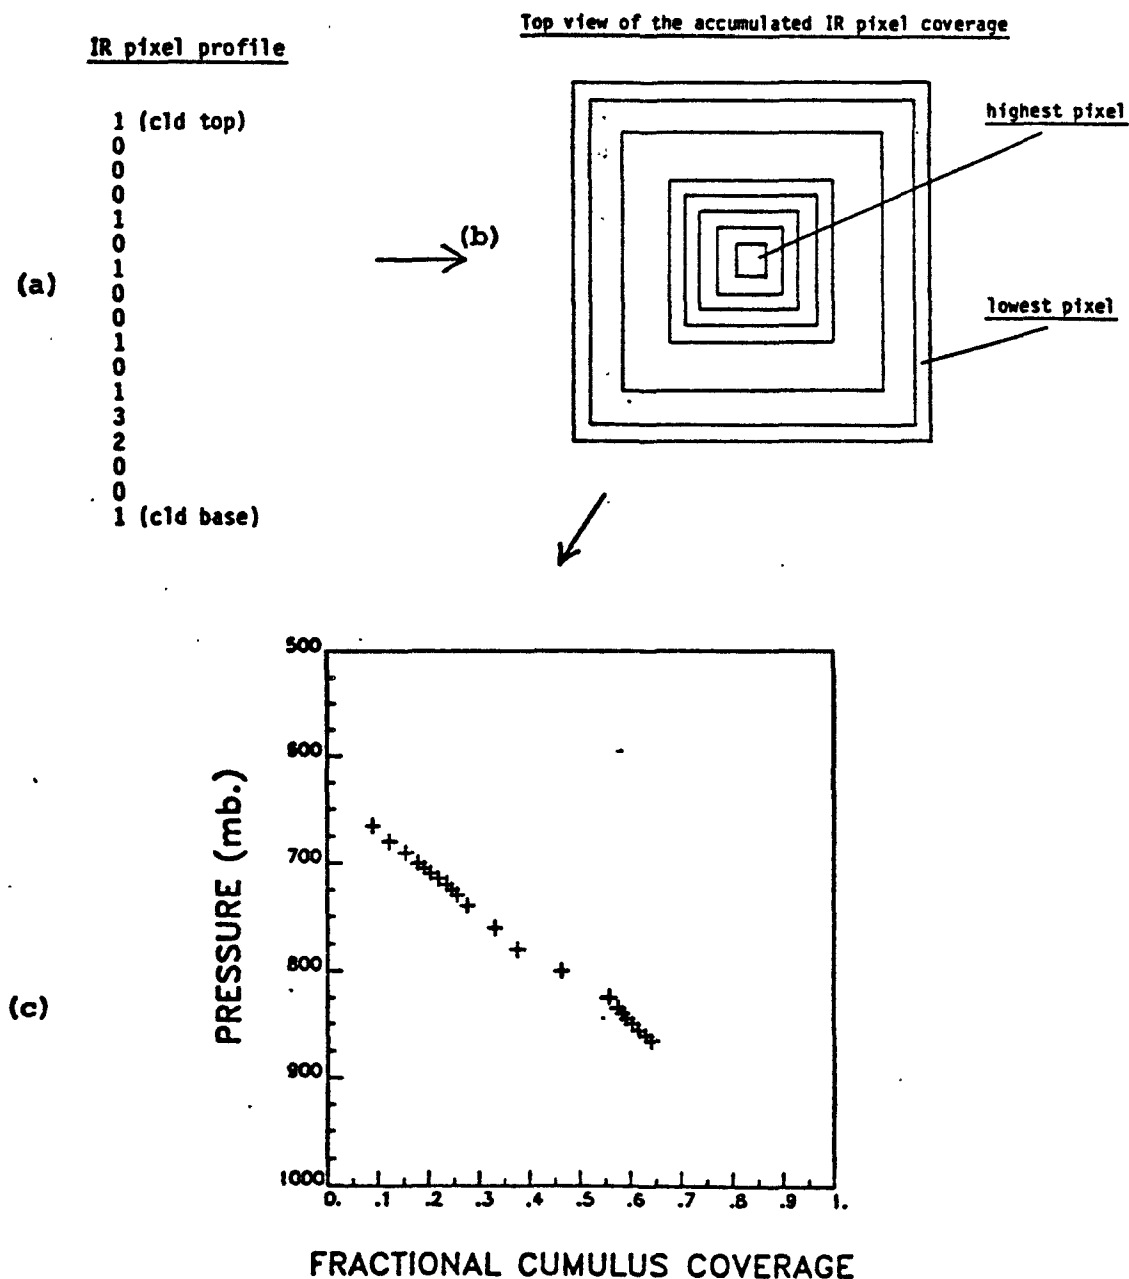 IR pixel profile
Top view of the accumulated IR pixel coverage
1 (cld top)
0
0
0
1
0
1
0
0
1
0
1
3
2
0
0
1 (cld base)
(a)
(b)
highest pixel
lowest pixel
(c)
PRESSURE (mb.)
500
600
700
800
900
1000
0. .1 .2 .3 .4 .5 .6 .7 .8 .9 1.
FRACTIONAL CUMULUS COVERAGE